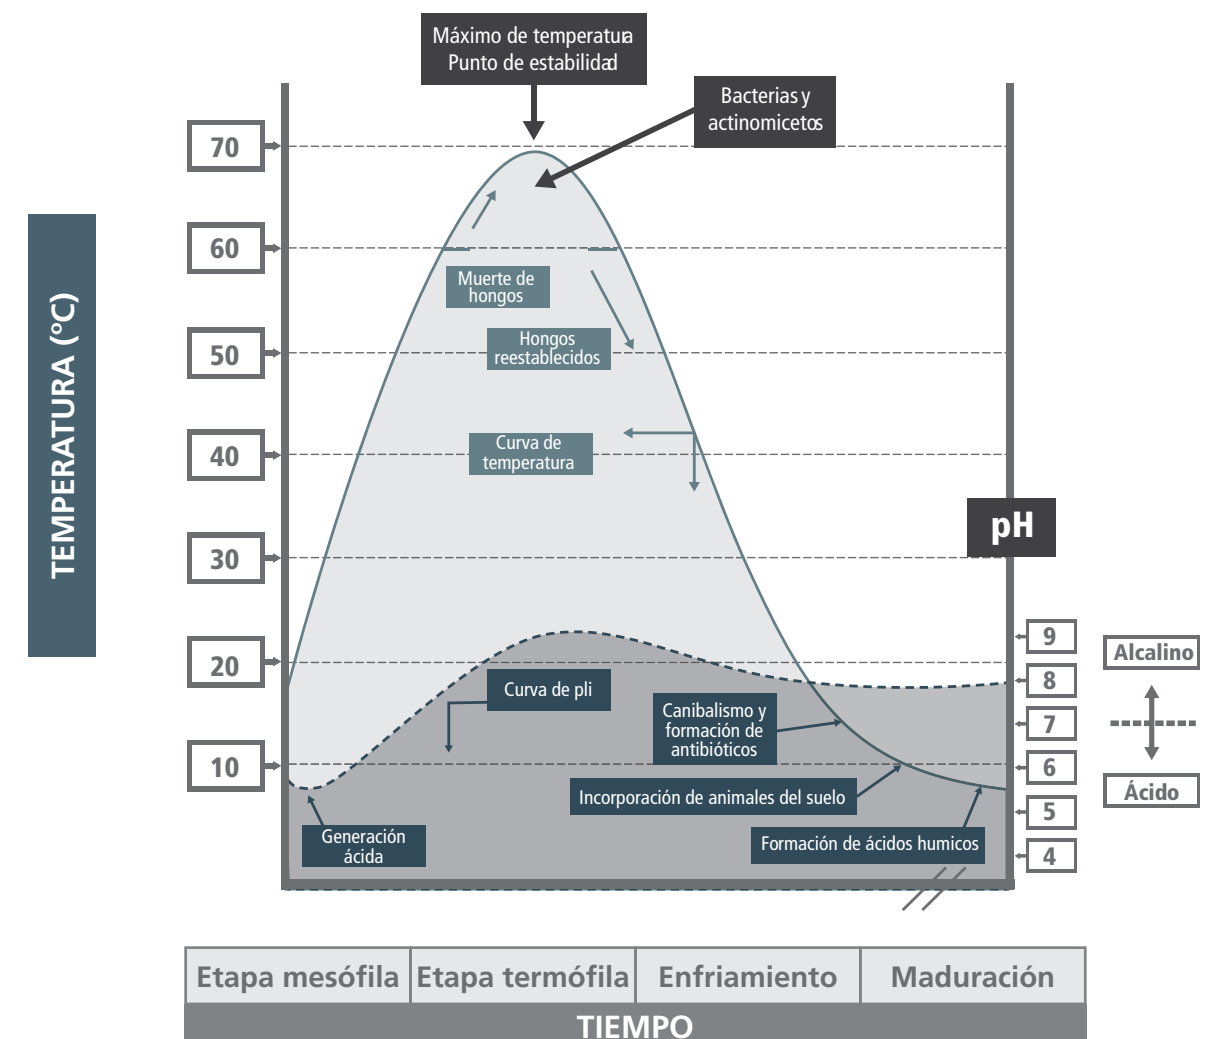 Máximo de temperatura
Punto de estabilidad
Bacterias y
actinomicetos
TEMPERATURA (ºC)
70
60
50
40
30
20
10
Muerte de
hongos
Hongos
reestablecidos
Curva de
temperatura
pH
9
8
7
6
5
4
Alcalino
Ácido
Curva de pli
Canibalismo y
formación de
antibióticos
Incorporación de animales del suelo
Generación
ácida
Formación de ácidos humicos
Etapa mesófila
Etapa termófila
Enfriamiento
Maduración
TIEMPO